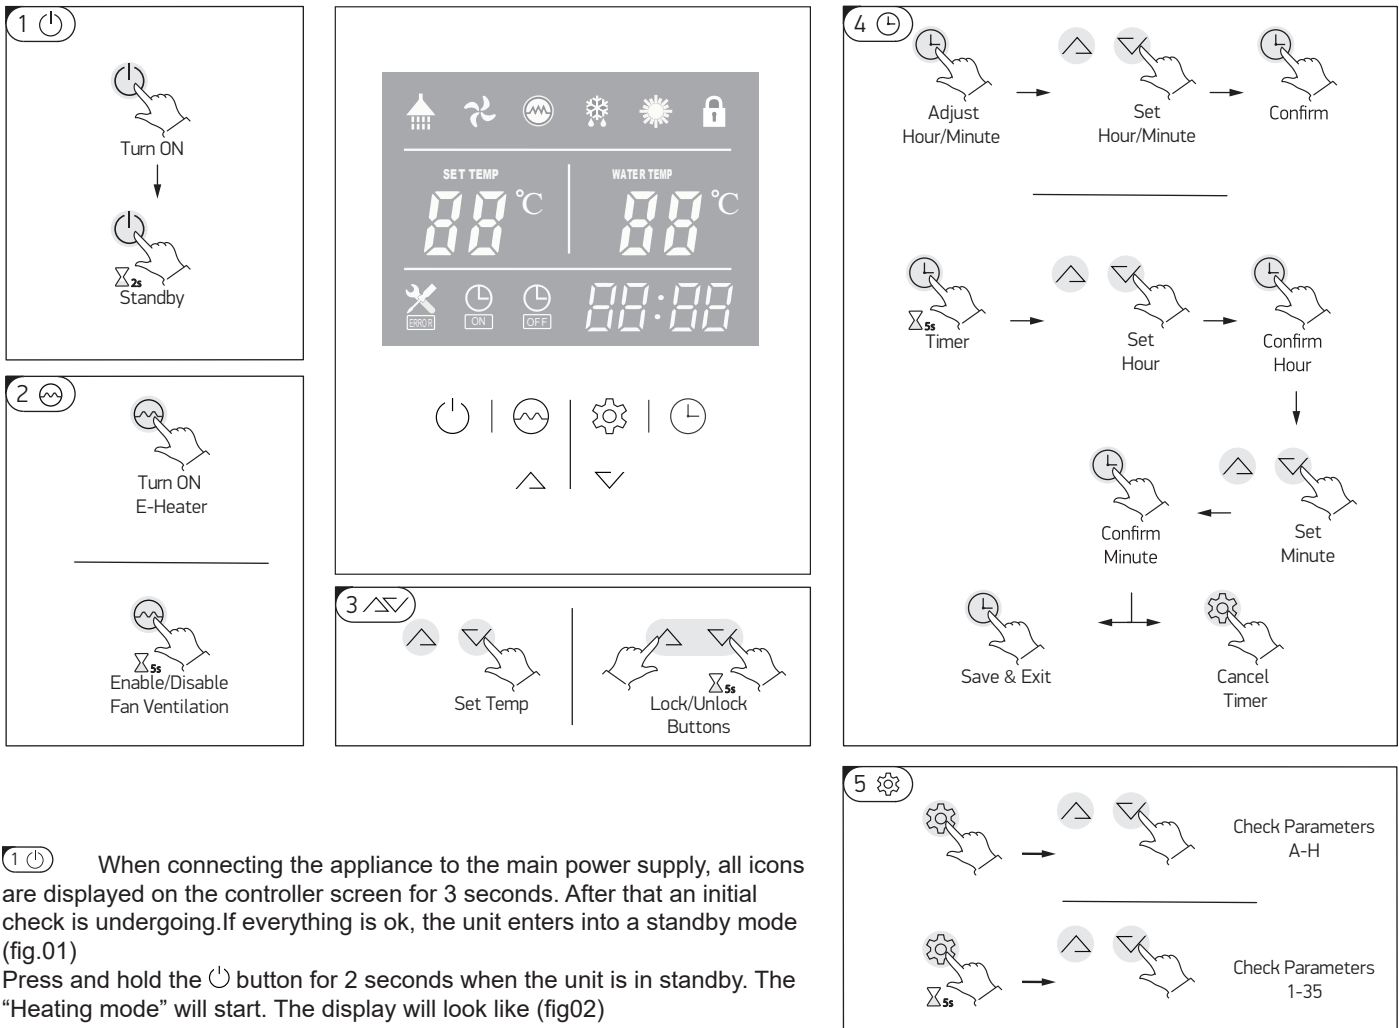 1
Turn ON
2s
Standby
2
Turn ON
E-Heater
5s
Enable/Disable
Fan Ventilation
SET TEMP
WATER TEMP
88 °C
88 °C
ERROR
ON
OFF
88:88
3
Set Temp
5s
Lock/Unlock
Buttons
4
Adjust
Hour/Minute
Set
Hour/Minute
Confirm
5s
Timer
Set
Hour
Confirm
Hour
Confirm
Minute
Set
Minute
Save & Exit
Cancel
Timer
5
Check Parameters
A-H
5s
Check Parameters
1-35
1 When connecting the appliance to the main power supply, all icons
are displayed on the controller screen for 3 seconds. After that an initial
check is undergoing.If everything is ok, the unit enters into a standby mode
(fig.01)
Press and hold the button for 2 seconds when the unit is in standby. The
“Heating mode” will start. The display will look like (fig02)